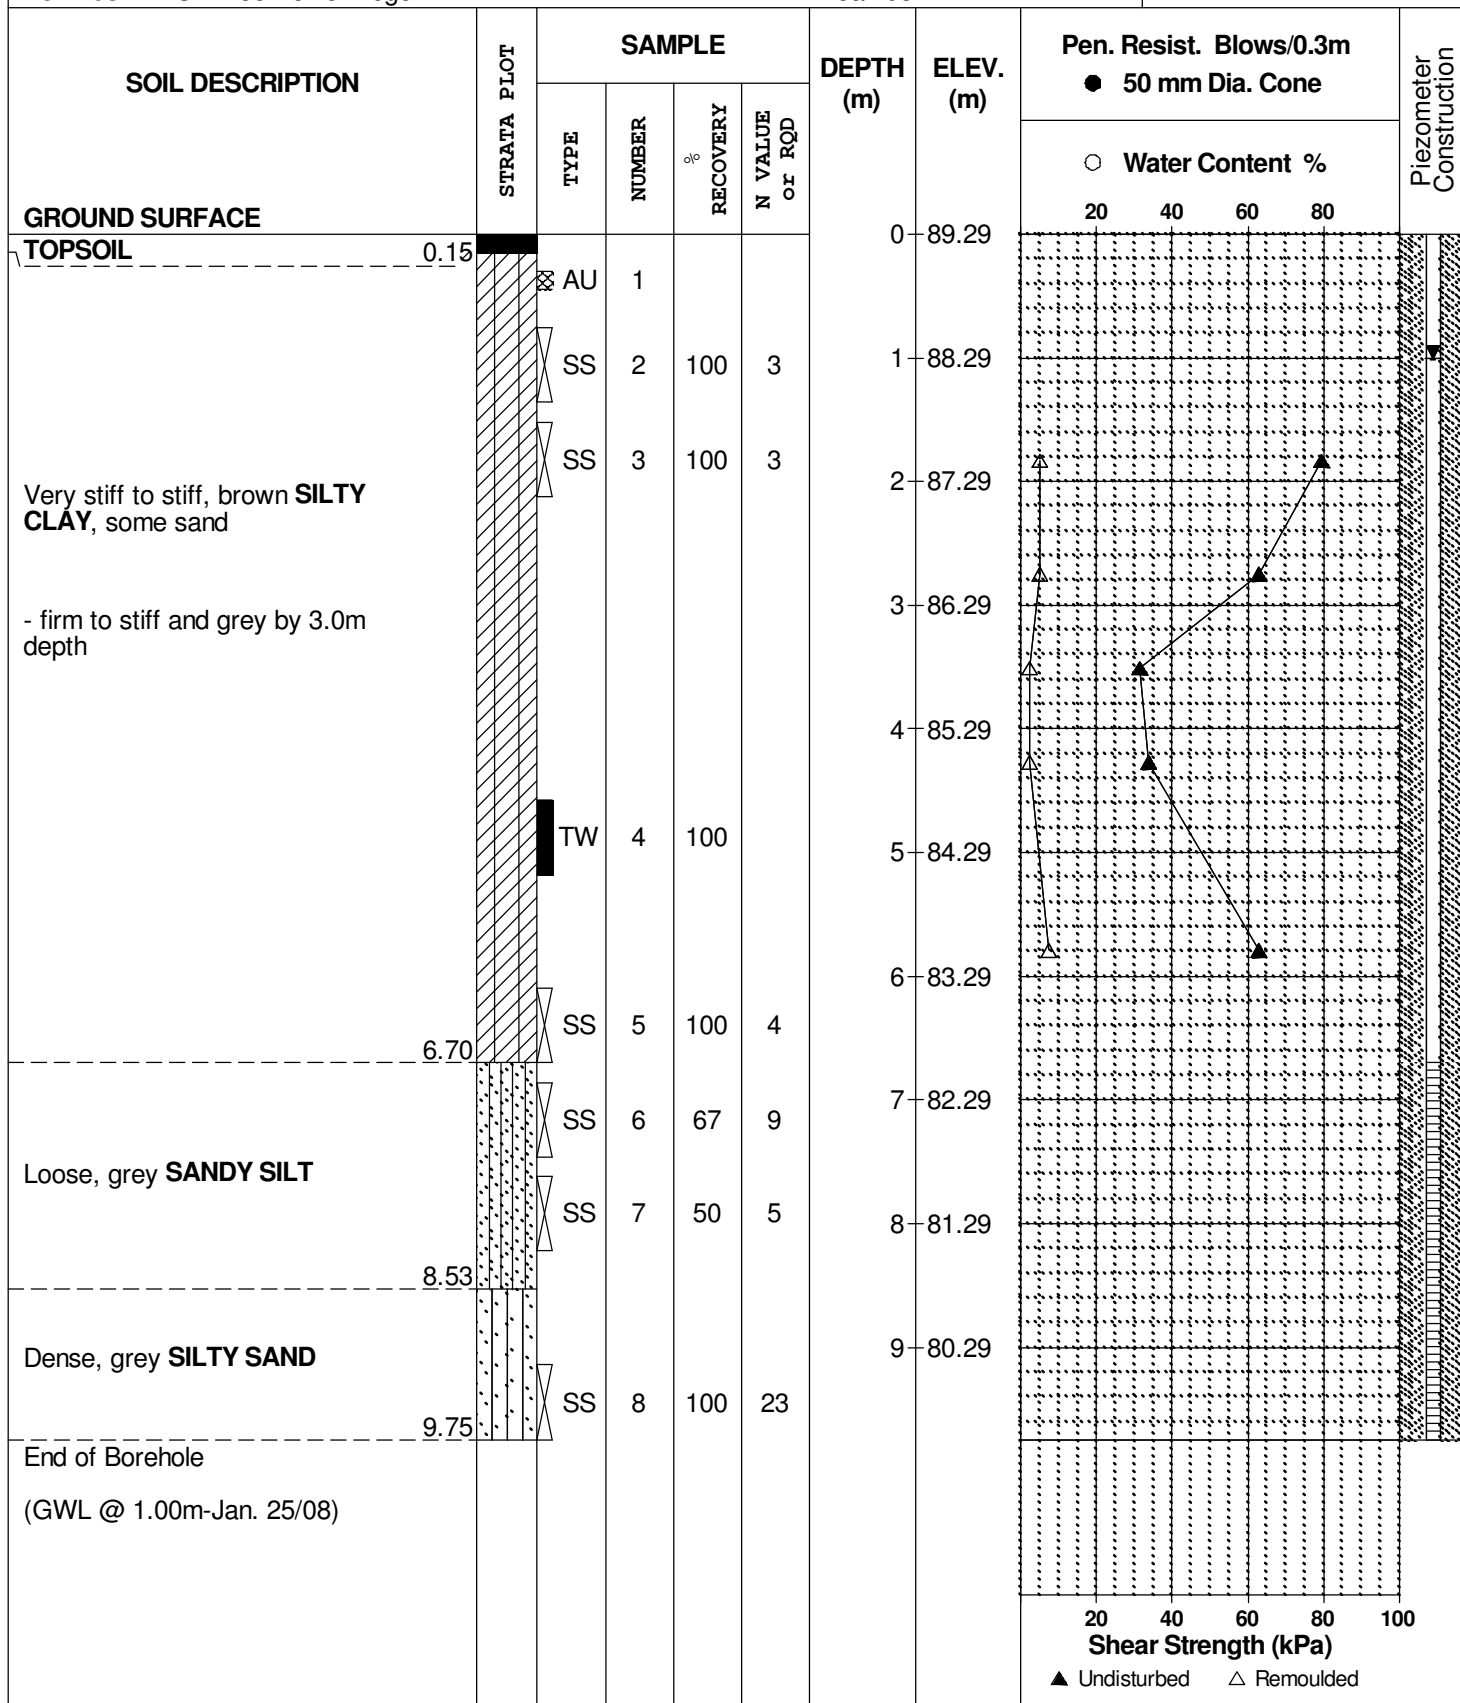 SOIL DESCRIPTION
GROUND SURFACE
STRATA PLOT
SAMPLE
TYPE
NUMBER
%
RECOVERY
N VALUE
or RQD
DEPTH
(m)
ELEV.
(m)
Pen. Resist. Blows/0.3m
● 50 mm Dia. Cone
○ Water Content %
20 40 60 80
Piezometer
Construction
TOPSOIL 0.15
0 89.29
AU 1
SS 2 100 3
1 88.29
SS 3 100 3
2 87.29
Very stiff to stiff, brown SILTY
CLAY, some sand
3 86.29
- firm to stiff and grey by 3.0m
depth
4 85.29
TW 4 100
5 84.29
6 83.29
SS 5 100 4
6.70
7 82.29
SS 6 67 9
Loose, grey SANDY SILT
SS 7 50 5
8 81.29
8.53
Dense, grey SILTY SAND
9 80.29
SS 8 100 23
9.75
End of Borehole
(GWL @ 1.00m-Jan. 25/08)
20 40 60 80 100
Shear Strength (kPa)
▲ Undisturbed △ Remoulded